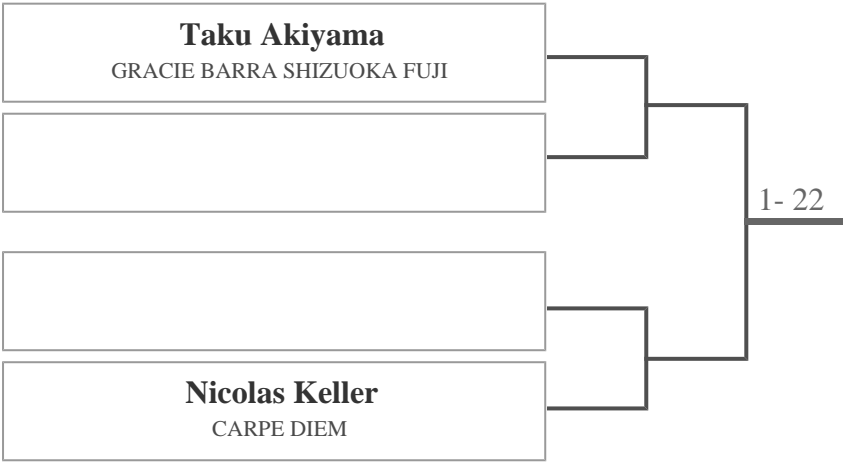 Taku Akiyama
GRACIE BARRA SHIZUOKA FUJI
1- 22
Nicolas Keller
CARPE DIEM